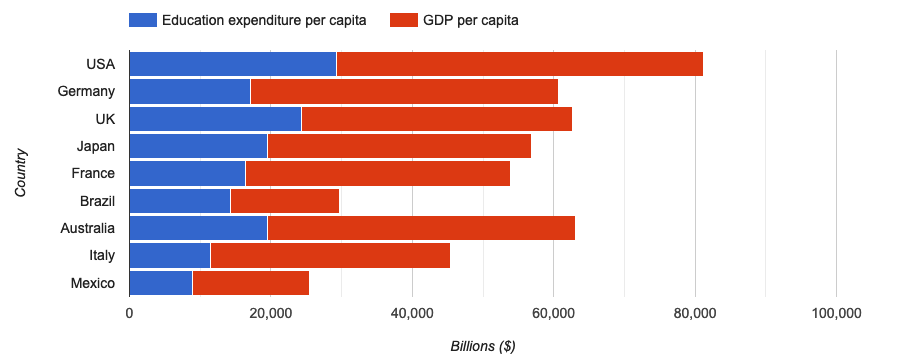 Education expenditure per capita GDP per capita
USA
Germany
UK
Japan
France
Brazil
Australia
Italy
Mexico
Country
0 20,000 40,000 60,000 80,000 100,000
Billions ($)